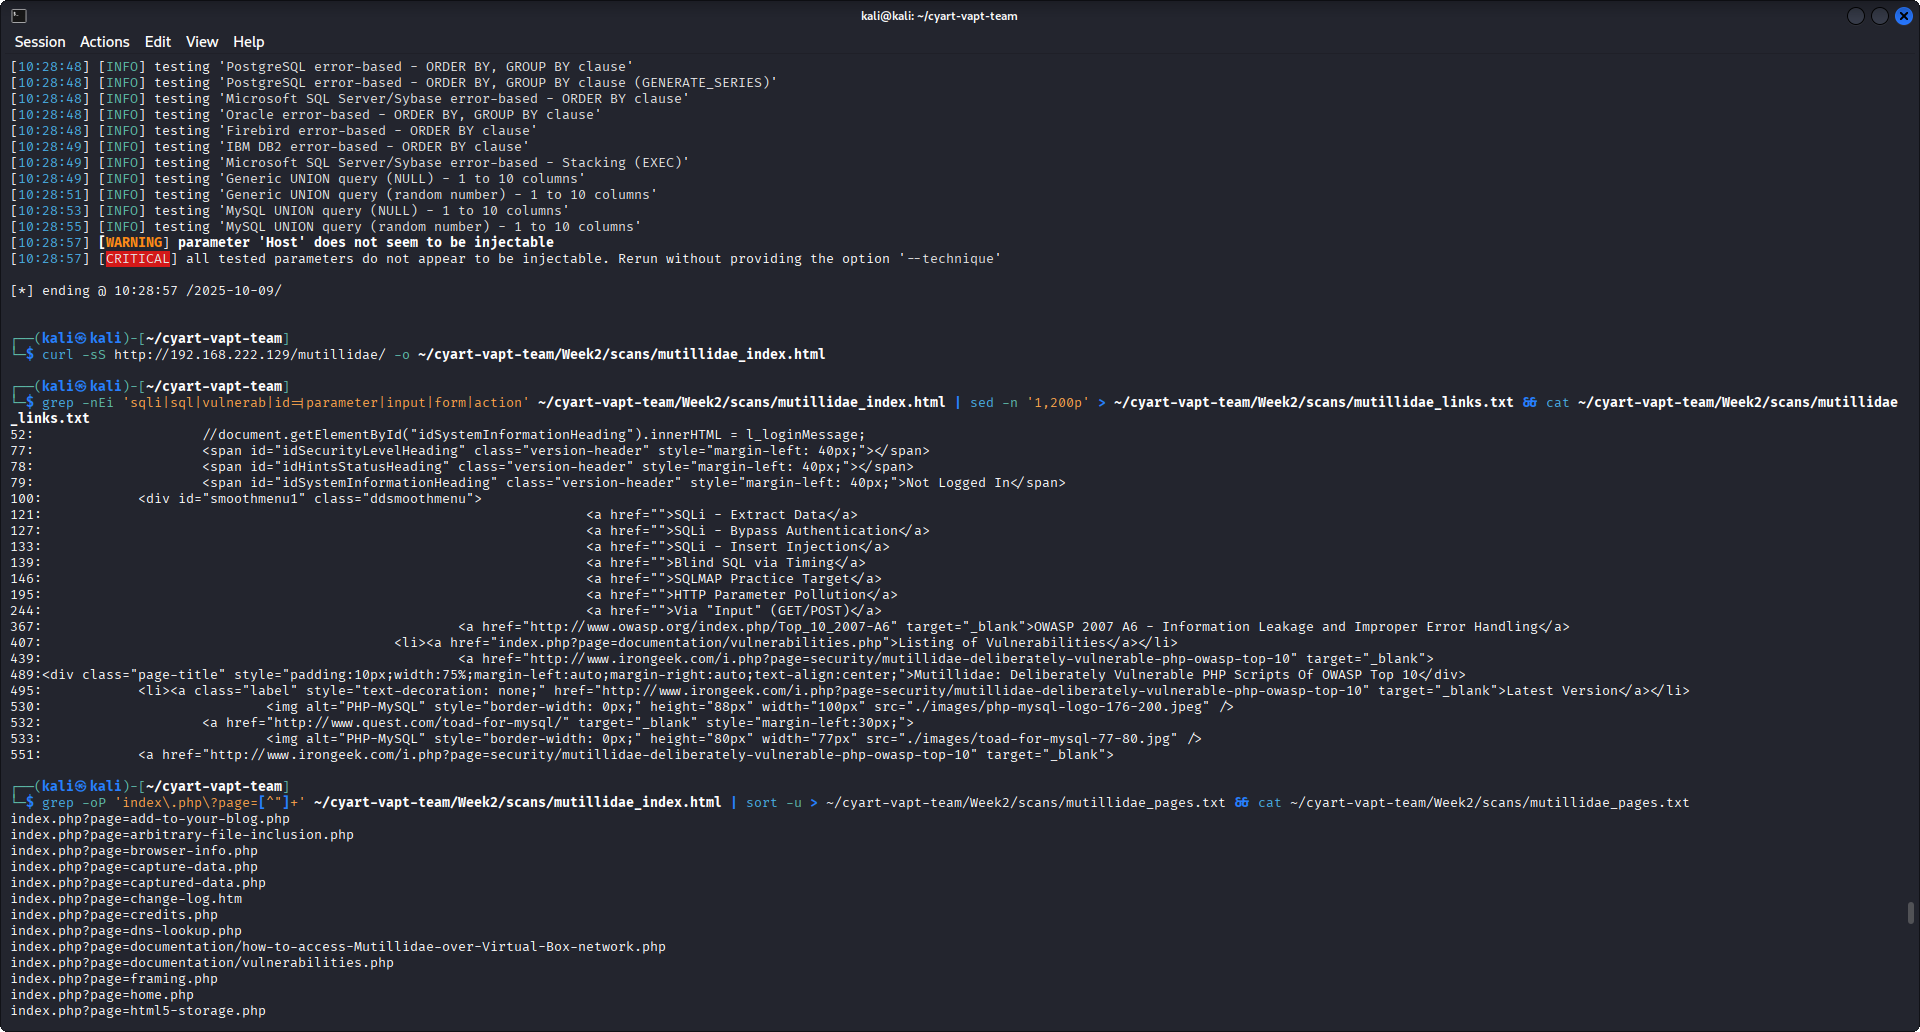 kali@kali: ~/cyart-vapt-team
Session Actions Edit View Help
[10:28:48] [INFO] testing 'PostgreSQL error-based - ORDER BY, GROUP BY clause'
[10:28:48] [INFO] testing 'PostgreSQL error-based - ORDER BY, GROUP BY clause (GENERATE_SERIES)'
[10:28:48] [INFO] testing 'Microsoft SQL Server/Sybase error-based - ORDER BY clause'
[10:28:48] [INFO] testing 'Oracle error-based - ORDER BY, GROUP BY clause'
[10:28:48] [INFO] testing 'Firebird error-based - ORDER BY clause'
[10:28:49] [INFO] testing 'IBM DB2 error-based - ORDER BY clause'
[10:28:49] [INFO] testing 'Microsoft SQL Server/Sybase error-based - Stacking (EXEC)'
[10:28:49] [INFO] testing 'Generic UNION query (NULL) - 1 to 10 columns'
[10:28:51] [INFO] testing 'Generic UNION query (random number) - 1 to 10 columns'
[10:28:53] [INFO] testing 'MySQL UNION query (NULL) - 1 to 10 columns'
[10:28:55] [INFO] testing 'MySQL UNION query (random number) - 1 to 10 columns'
[10:28:57] [WARNING] parameter 'Host' does not seem to be injectable
[10:28:57] [CRITICAL] all tested parameters do not appear to be injectable. Rerun without providing the option '--technique'
[*] ending @ 10:28:57 /2025-10-09/
┌──(kali㉿kali)-[~/cyart-vapt-team]
└─$ curl -sS http://192.168.222.129/mutillidae/ -o ~/cyart-vapt-team/Week2/scans/mutillidae_index.html
┌──(kali㉿kali)-[~/cyart-vapt-team]
└─$ grep -nEi 'sqli|sql|vulnerab|id=|parameter|input|form|action' ~/cyart-vapt-team/Week2/scans/mutillidae_index.html | sed -n '1,200p' > ~/cyart-vapt-team/Week2/scans/mutillidae_links.txt && cat ~/cyart-vapt-team/Week2/scans/mutillidae
_links.txt
52: //document.getElementById("idSystemInformationHeading").innerHTML = l_loginMessage;
77: <span id="idSecurityLevelHeading" class="version-header" style="margin-left: 40px;"></span>
78: <span id="idHintsStatusHeading" class="version-header" style="margin-left: 40px;"></span>
79: <span id="idSystemInformationHeading" class="version-header" style="margin-left: 40px;">Not Logged In</span>
100: <div id="smoothmenu1" class="ddsmoothmenu">
121: <a href="">SQLi - Extract Data</a>
127: <a href="">SQLi - Bypass Authentication</a>
133: <a href="">SQLi - Insert Injection</a>
139: <a href="">Blind SQL via Timing</a>
146: <a href="">SQLMAP Practice Target</a>
195: <a href="">HTTP Parameter Pollution</a>
244: <a href="">Via "Input" (GET/POST)</a>
367: <a href="http://www.owasp.org/index.php/Top_10_2007-A6" target="_blank">OWASP 2007 A6 - Information Leakage and Improper Error Handling</a>
407: <li><a href="index.php?page=documentation/vulnerabilities.php">Listing of Vulnerabilities</a></li>
439: <a href="http://www.irongeek.com/i.php?page=security/mutillidae-deliberately-vulnerable-php-owasp-top-10" target="_blank">
489:<div class="page-title" style="padding:10px;width:75%;margin-left:auto;margin-right:auto;text-align:center;">Mutillidae: Deliberately Vulnerable PHP Scripts Of OWASP Top 10</div>
495: <li><a class="label" style="text-decoration: none;" href="http://www.irongeek.com/i.php?page=security/mutillidae-deliberately-vulnerable-php-owasp-top-10" target="_blank">Latest Version</a></li>
530: <img alt="PHP-MySQL" style="border-width: 0px;" height="88px" width="100px" src="./images/php-mysql-logo-176-200.jpeg" />
532: <a href="http://www.quest.com/toad-for-mysql/" target="_blank" style="margin-left:30px;">
533: <img alt="PHP-MySQL" style="border-width: 0px;" height="80px" width="77px" src="./images/toad-for-mysql-77-80.jpg" />
551: <a href="http://www.irongeek.com/i.php?page=security/mutillidae-deliberately-vulnerable-php-owasp-top-10" target="_blank">
┌──(kali㉿kali)-[~/cyart-vapt-team]
└─$ grep -oP 'index\.php\?page=[^"]+' ~/cyart-vapt-team/Week2/scans/mutillidae_index.html | sort -u > ~/cyart-vapt-team/Week2/scans/mutillidae_pages.txt && cat ~/cyart-vapt-team/Week2/scans/mutillidae_pages.txt
index.php?page=add-to-your-blog.php
index.php?page=arbitrary-file-inclusion.php
index.php?page=browser-info.php
index.php?page=capture-data.php
index.php?page=captured-data.php
index.php?page=change-log.htm
index.php?page=credits.php
index.php?page=dns-lookup.php
index.php?page=documentation/how-to-access-Mutillidae-over-Virtual-Box-network.php
index.php?page=documentation/vulnerabilities.php
index.php?page=framing.php
index.php?page=home.php
index.php?page=html5-storage.php